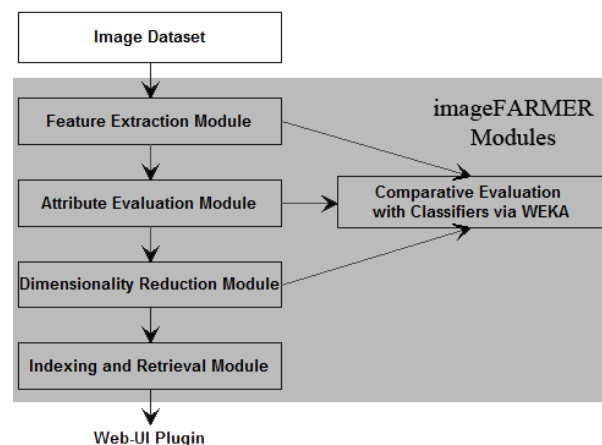 Image Dataset
imageFARMER
Modules
Feature Extraction Module
Attribute Evaluation Module
Comparative Evaluation
with Classifiers via WEKA
Dimensionality Reduction Module
Indexing and Retrieval Module
Web-UI Plugin